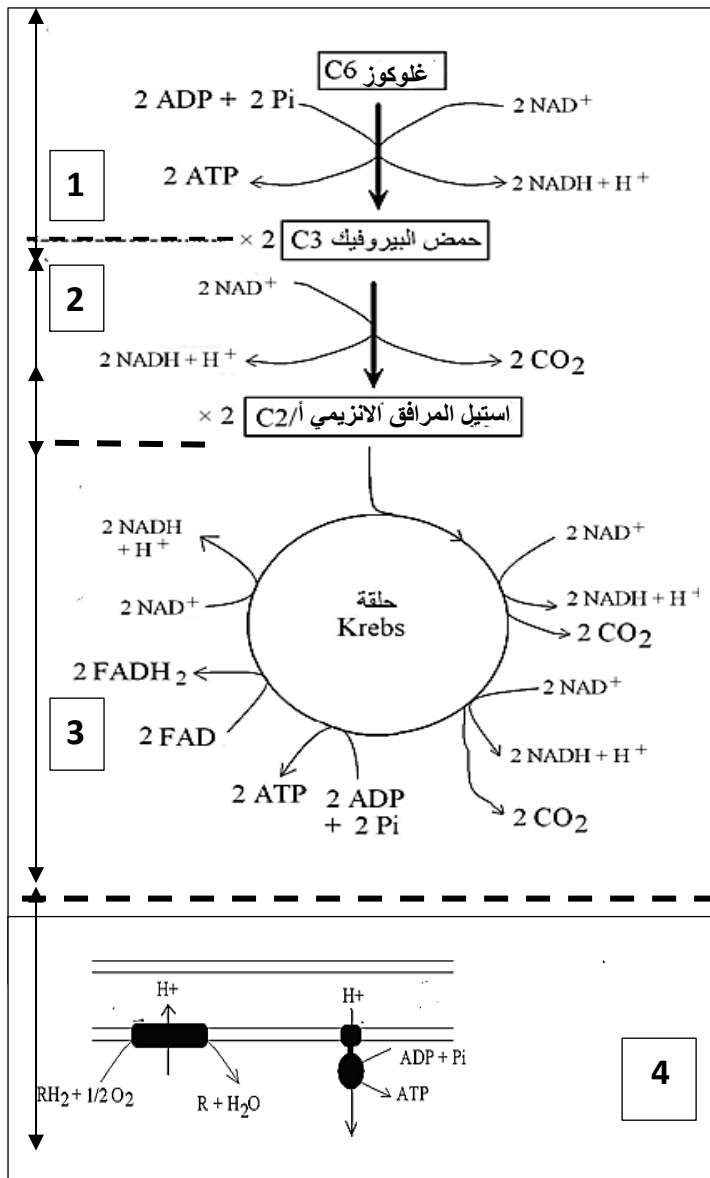 غلوكوز C6
2 ADP + 2 Pi
2 NAD⁺
1
2 ATP
2 NADH + H⁺
× 2 حمض البيروفيك C3
2
2 NAD⁺
2 NADH + H⁺
2 CO₂
× 2 استيل المرافق الانزيمي أ/C2
2 NADH
+ H⁺
2 NAD⁺
2 NADH + H⁺
2 CO₂
حلقة
Krebs
2 NAD⁺
2 FADH₂
2 NAD⁺
3
2 FAD
2 NADH + H⁺
2 ATP
2 ADP
+ 2 Pi
2 CO₂
H+
H+
ADP + Pi
4
RH₂ + 1/2 O₂
R + H₂O
ATP